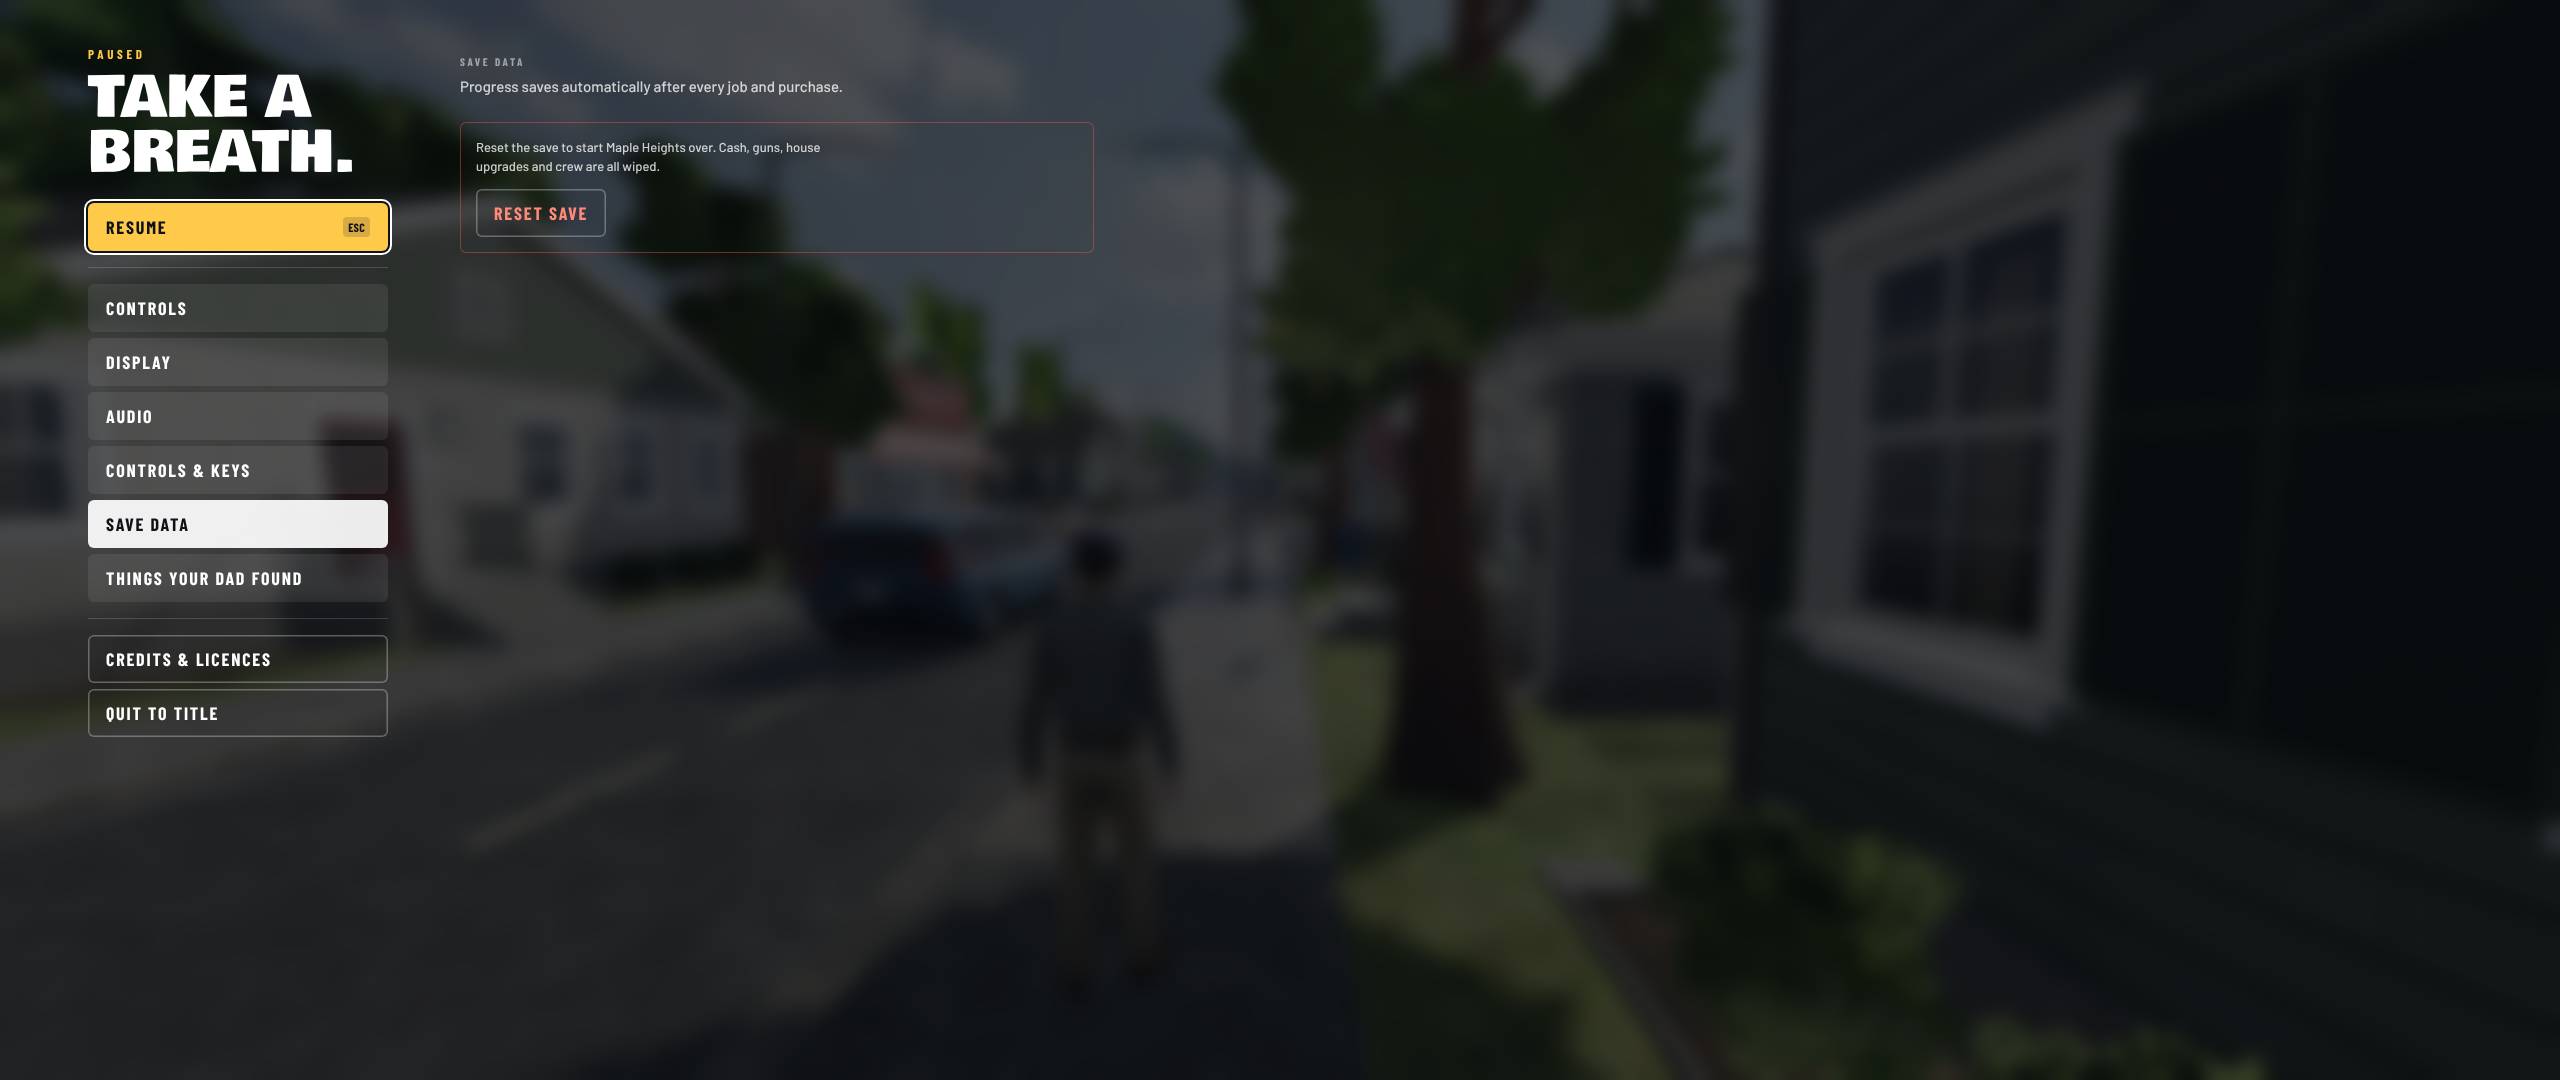 PAUSED
TAKE A
BREATH.
RESUME ESC
CONTROLS
DISPLAY
AUDIO
CONTROLS & KEYS
SAVE DATA
THINGS YOUR DAD FOUND
CREDITS & LICENCES
QUIT TO TITLE
SAVE DATA
Progress saves automatically after every job and purchase.
Reset the save to start Maple Heights over. Cash, guns, house
upgrades and crew are all wiped.
RESET SAVE